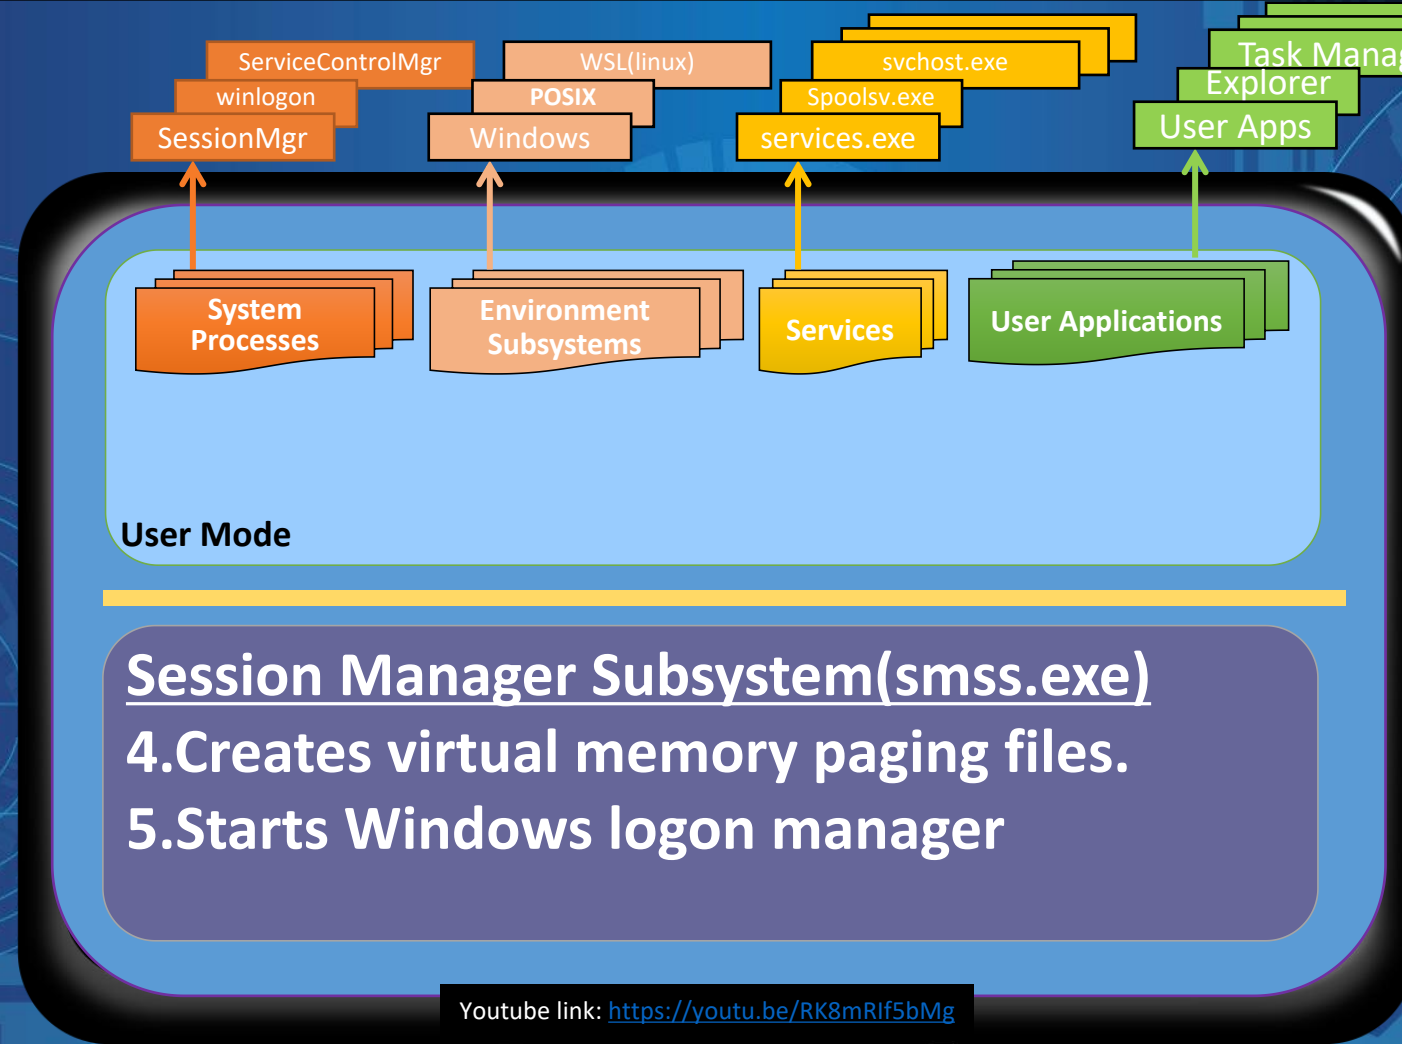 ServiceControlMgr
winlogon
SessionMgr
WSL(linux)
POSIX
Windows
svchost.exe
Spoolsv.exe
services.exe
Task Manag
Explorer
User Apps
System
Processes
Environment
Subsystems
Services
User Applications
User Mode
Session Manager Subsystem(smss.exe)
4.Creates virtual memory paging files.
5.Starts Windows logon manager
Youtube link: https://youtu.be/RK8mRIf5bMg